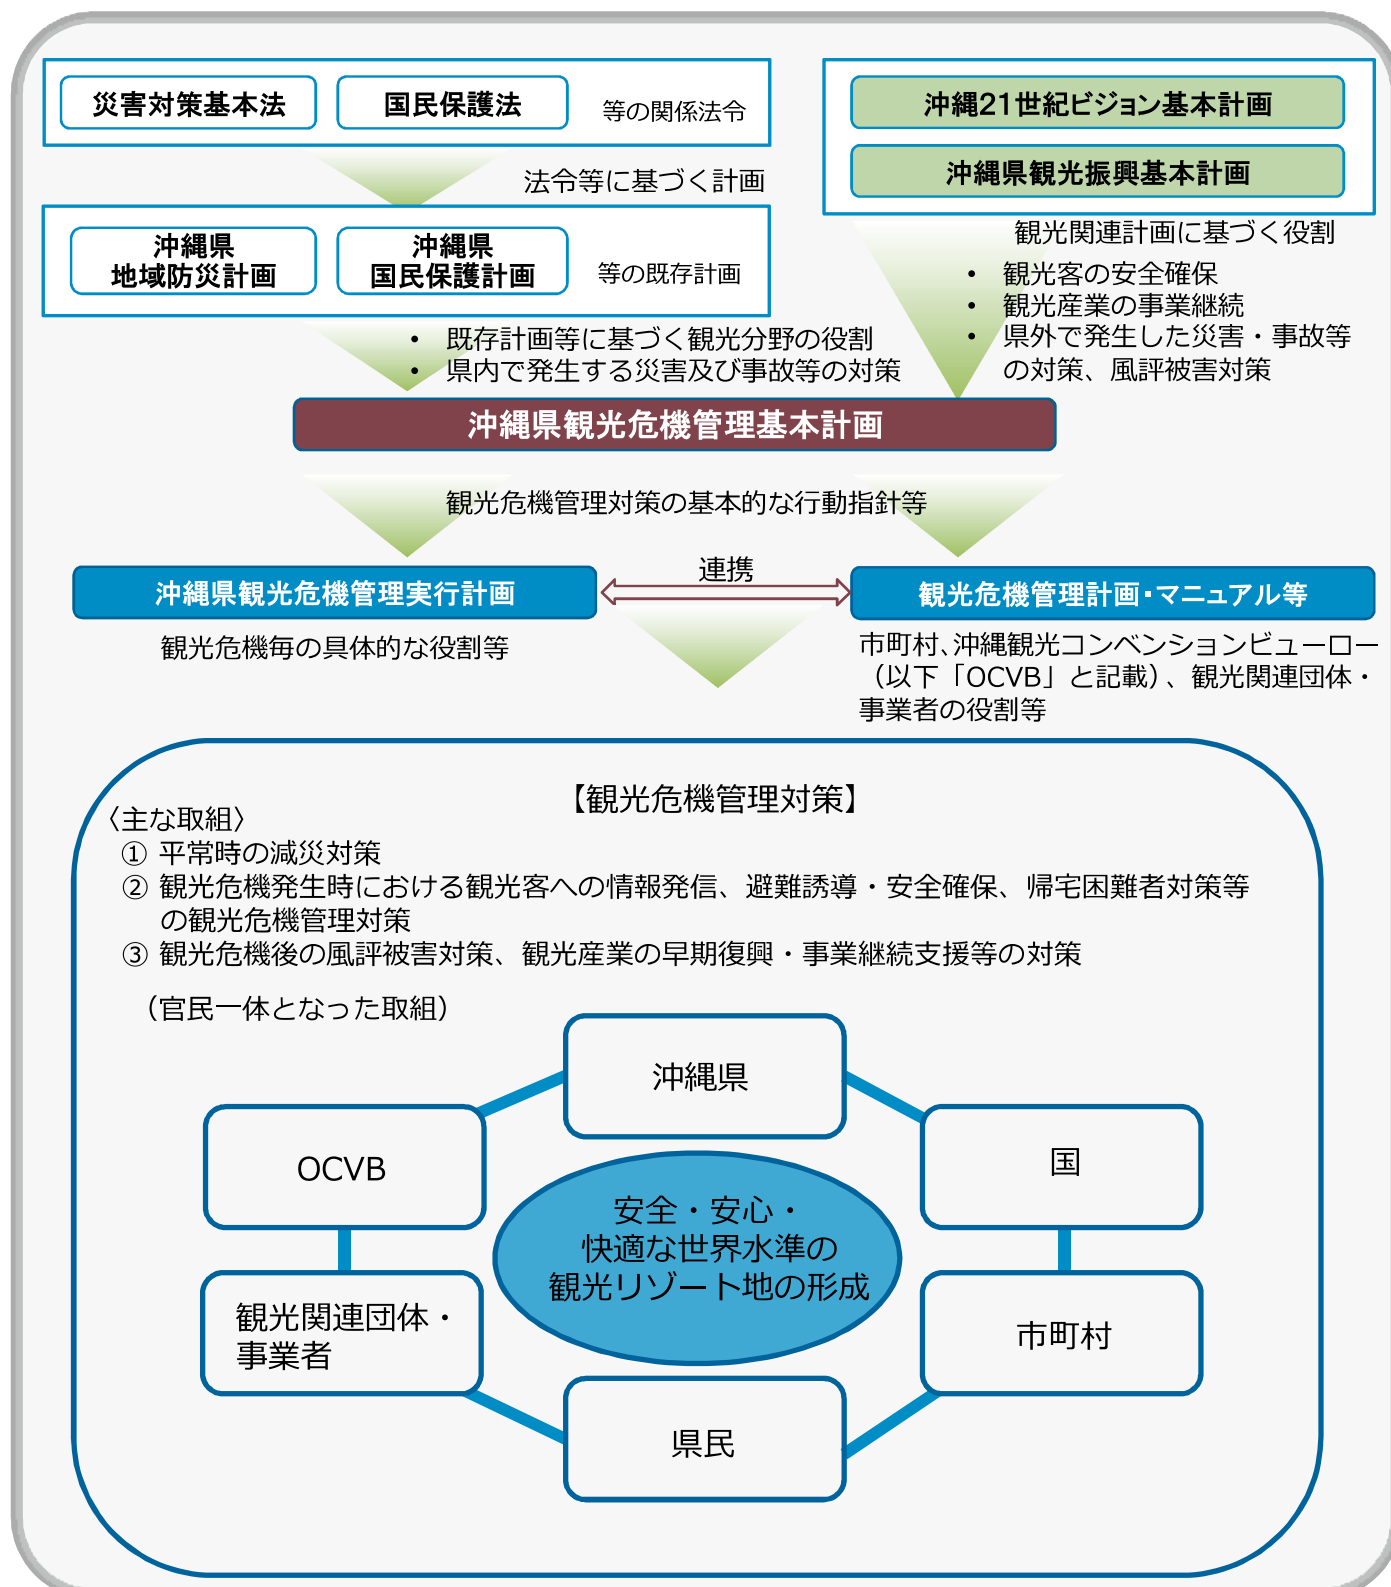 災害対策基本法
国民保護法
等の関係法令
法令等に基づく計画
沖縄県
地域防災計画
沖縄県
国民保護計画
等の既存計画
• 既存計画等に基づく観光分野の役割
• 県内で発生する災害及び事故等の対策
沖縄21世紀ビジョン基本計画
沖縄県観光振興基本計画
観光関連計画に基づく役割
• 観光客の安全確保
• 観光産業の事業継続
• 県外で発生した災害・事故等
の対策、風評被害対策
沖縄県観光危機管理基本計画
観光危機管理対策の基本的な行動指針等
沖縄県観光危機管理実行計画
連携
観光危機管理計画・マニュアル等
観光危機毎の具体的な役割等
市町村、沖縄観光コンベンションビューロー
（以下「OCVB」と記載）、観光関連団体・
事業者の役割等
【観光危機管理対策】
〈主な取組〉
① 平常時の減災対策
② 観光危機発生時における観光客への情報発信、避難誘導・安全確保、帰宅困難者対策等
の観光危機管理対策
③ 観光危機後の風評被害対策、観光産業の早期復興・事業継続支援等の対策
（官民一体となった取組）
沖縄県
OCVB
国
安全・安心・
快適な世界水準の
観光リゾート地の形成
観光関連団体・
事業者
市町村
県民